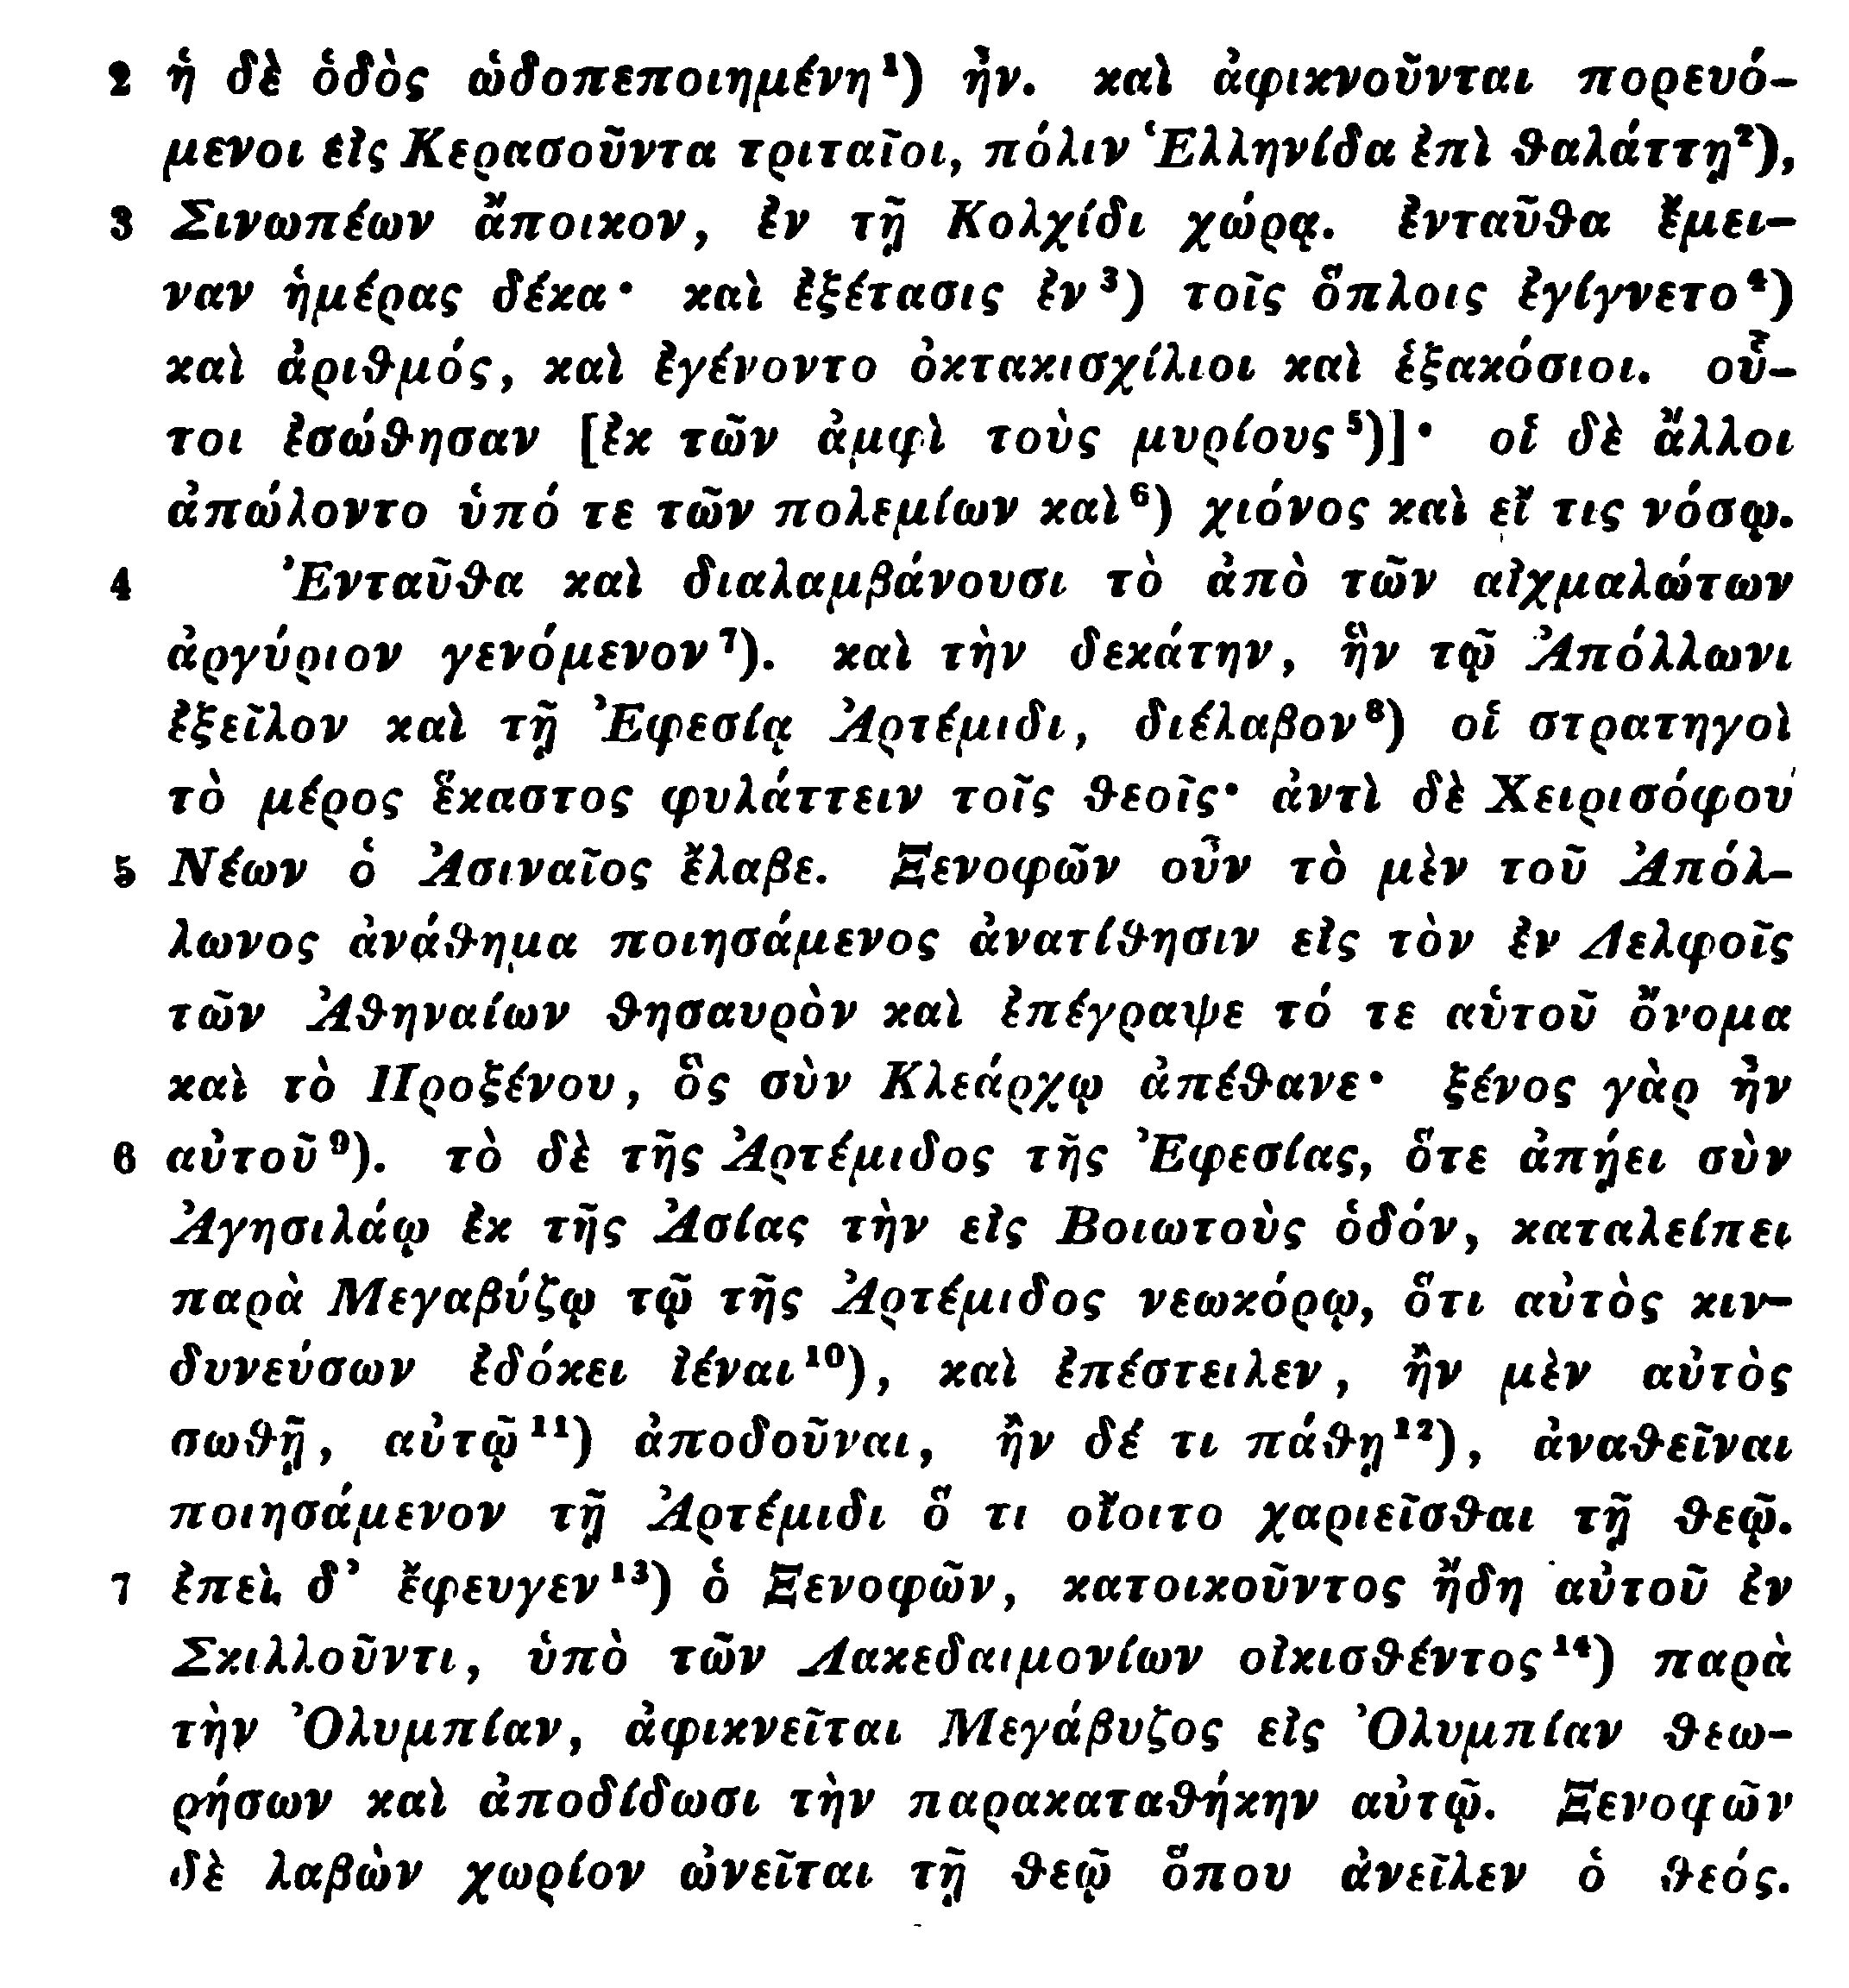 2 ἡ δὲ ὁδὸς ὡδοπεποιημένη¹) ἦν. καὶ ἀφικνοῦνται πορευό-
μενοι εἰς Κερασοῦντα τριταῖοι, πόλιν Ἑλληνίδα ἐπὶ θαλάττῃ²),
3 Σινωπέων ἄποικον, ἐν τῇ Κολχίδι χώρᾳ. ἐνταῦθα ἔμει-
ναν ἡμέρας δέκα· καὶ ἐξέτασις ἐν³) τοῖς ὅπλοις ἐγίγνετο⁴)
καὶ ἀριθμός, καὶ ἐγένοντο ὀκτακισχίλιοι καὶ ἑξακόσιοι. οὗ-
τοι ἐσώθησαν [ἐκ τῶν ἀμφὶ τοὺς μυρίους⁵)]· οἱ δὲ ἄλλοι
ἀπώλοντο ὑπό τε τῶν πολεμίων καὶ⁶) χιόνος καὶ εἴ τις νόσῳ.
4 Ἐνταῦθα καὶ διαλαμβάνουσι τὸ ἀπὸ τῶν αἰχμαλώτων
ἀργύριον γενόμενον⁷). καὶ τὴν δεκάτην, ἣν τῷ Ἀπόλλωνι
ἐξεῖλον καὶ τῇ Ἐφεσίᾳ Ἀρτέμιδι, διέλαβον⁸) οἱ στρατηγοὶ
τὸ μέρος ἕκαστος φυλάττειν τοῖς θεοῖς· ἀντὶ δὲ Χειρισόφου
5 Νέων ὁ Ἀσιναῖος ἔλαβε. Ξενοφῶν οὖν τὸ μὲν τοῦ Ἀπόλ-
λωνος ἀνάθημα ποιησάμενος ἀνατίθησιν εἰς τὸν ἐν Δελφοῖς
τῶν Ἀθηναίων θησαυρὸν καὶ ἐπέγραψε τό τε αὑτοῦ ὄνομα
καὶ τὸ Προξένου, ὃς σὺν Κλεάρχῳ ἀπέθανε· ξένος γὰρ ἦν
6 αὐτοῦ⁹). τὸ δὲ τῆς Ἀρτέμιδος τῆς Ἐφεσίας, ὅτε ἀπῄει σὺν
Ἀγησιλάῳ ἐκ τῆς Ἀσίας τὴν εἰς Βοιωτοὺς ὁδόν, καταλείπει
παρὰ Μεγαβύζῳ τῷ τῆς Ἀρτέμιδος νεωκόρῳ, ὅτι αὐτὸς κιν-
δυνεύσων ἐδόκει ἰέναι¹⁰), καὶ ἐπέστειλεν, ἢν μὲν αὐτὸς
σωθῇ, αὐτῷ¹¹) ἀποδοῦναι, ἢν δέ τι πάθῃ¹²), ἀναθεῖναι
ποιησάμενον τῇ Ἀρτέμιδι ὅ τι οἴοιτο χαριεῖσθαι τῇ θεῷ.
7 ἐπεὶ δ’ ἔφευγεν¹³) ὁ Ξενοφῶν, κατοικοῦντος ἤδη αὐτοῦ ἐν
Σκιλλοῦντι, ὑπὸ τῶν Λακεδαιμονίων οἰκισθέντος¹⁴) παρὰ
τὴν Ὀλυμπίαν, ἀφικνεῖται Μεγάβυζος εἰς Ὀλυμπίαν θεω-
ρήσων καὶ ἀποδίδωσι τὴν παρακαταθήκην αὐτῷ. Ξενοφῶν
δὲ λαβὼν χωρίον ὠνεῖται τῇ θεῷ ὅπου ἀνεῖλεν ὁ θεός.